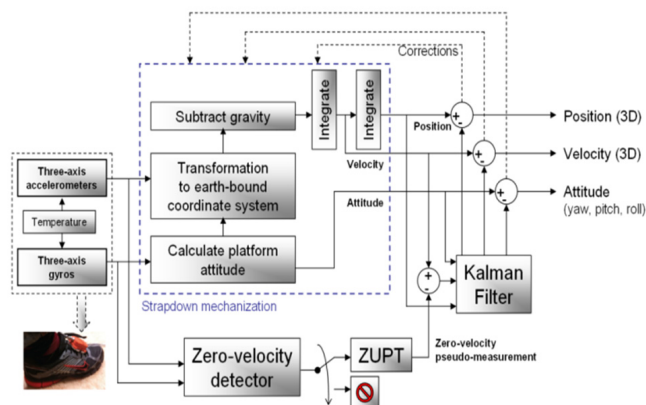 Corrections
Subtract gravity
Integrate
Integrate
Position
Position (3D)
Velocity
Velocity (3D)
Three-axis
accelerometers
Transformation
to earth-bound
coordinate system
Attitude
Attitude
(yaw, pitch, roll)
Temperature
Three-axis
gyros
Calculate platform
attitude
Kalman
Filter
Strapdown mechanization
Zero-velocity
detector
ZUPT
Zero-velocity
pseudo-measurement
+
-
+
-
+
-
+
-